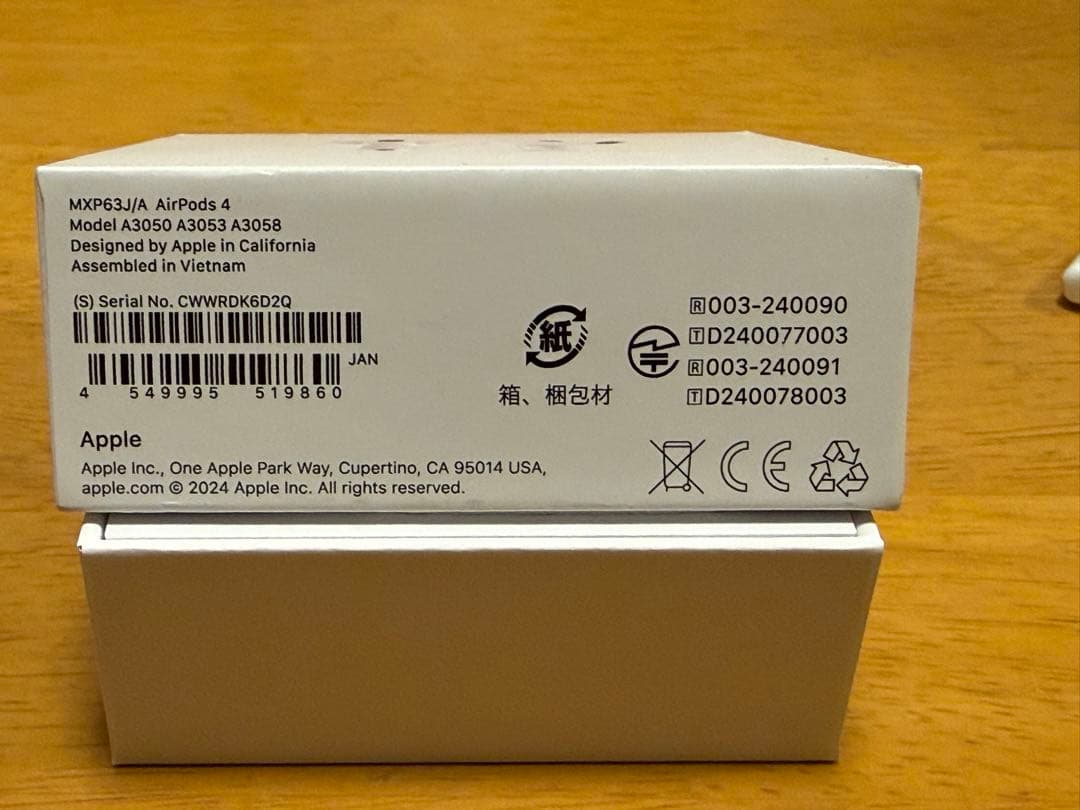 MXP63J/A AirPods 4
Model A3050 A3053 A3058
Designed by Apple in California
Assembled in Vietnam
(S) Serial No. CWWRDK6D2Q
JAN
4 549995 519860
紙
箱、梱包材
R003-240090
TD240077003
R003-240091
TD240078003
Apple
Apple Inc., One Apple Park Way, Cupertino, CA 95014 USA,
apple.com © 2024 Apple Inc. All rights reserved.
CE